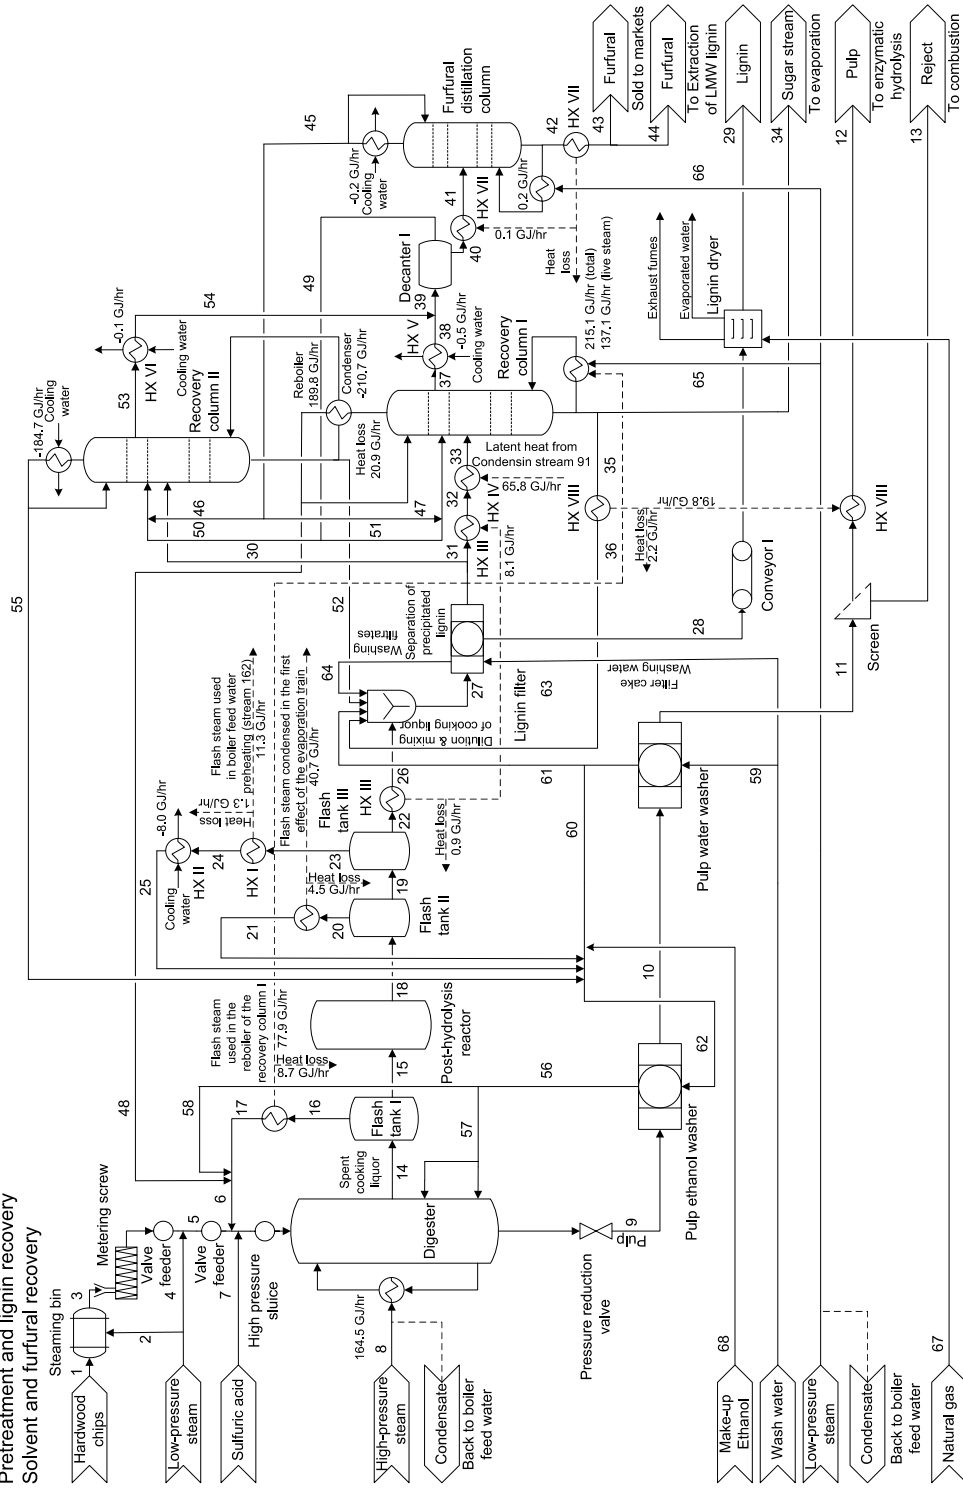 Pretreatment and lignin recovery
Solvent and furfural recovery
Steaming bin
1
Hardwood
chips
2
3
Metering screw
Valve
feeder
4
Low-pressure
steam
5
Valve
feeder
7
Sulfuric acid
6
High pressure
sluice
48
58
17
16
Flash steam
used in the
reboiler of the
recovery column I
77.9 GJ/hr
Heat loss
8.7 GJ/hr
Flash
tank I
Spent
cooking
liquor
14
15
Digester
164.5 GJ/hr
8
High-pressure
steam
Condensate
Back to boiler
feed water
57
56
Pulp
9
Pressure reduction
valve
Pulp ethanol washer
62
10
Post-hydrolysis
reactor
18
Flash
tank II
19
20
21
Heat loss
4.5 GJ/hr
25
Cooling
water
HX II
-8.0 GJ/hr
24
HX I
Heat loss
1.3 GJ/hr
Flash steam used
in boiler feed water
preheating (stream 162)
11.3 GJ/hr
Flash steam condensed in the first
effect of the evaporation train
40.7 GJ/hr
23
Flash
tank III
22
HX III
26
Heat loss
0.9 GJ/hr
60
61
59
Pulp water washer
55
52
64
Dilution & mixing
of cooking liquor
Washing
filtrates
Separation of
precipitated
lignin
27
Lignin filter
63
Filter cake
Washing water
28
Conveyor I
11
Screen
30
31
HX III
8.1 GJ/hr
32
HX IV
65.8 GJ/hr
33
Latent heat from
Condensin stream 91
50
46
51
47
-184.7 GJ/hr
Cooling
water
Recovery
column II
53
HX VI
Cooling water
-0.1 GJ/hr
54
Reboiler
189.8 GJ/hr
Condenser
-210.7 GJ/hr
Heat loss
20.9 GJ/hr
Recovery
column I
37
HX V
38
-0.5 GJ/hr
Cooling water
39
Decanter I
49
40
HX VII
41
0.1 GJ/hr
Heat
loss
45
-0.2 GJ/hr
Cooling
water
Furfural
distillation
column
0.2 GJ/hr
42
HX VII
43
44
Furfural
Sold to markets
Furfural
To Extraction
of LMW lignin
215.1 GJ/hr (total)
137.1 GJ/hr (live steam)
65
66
35
36
HX VIII
Heat loss
2.2 GJ/hr
19.8 GJ/hr
HX VIII
Exhaust fumes
Evaporated water
Lignin dryer
29
Lignin
34
Sugar stream
To evaporation
12
Pulp
To enzymatic
hydrolysis
13
Reject
To combustion
68
Make-up
Ethanol
Wash water
Low-pressure
steam
Condensate
Back to boiler
feed water
67
Natural gas